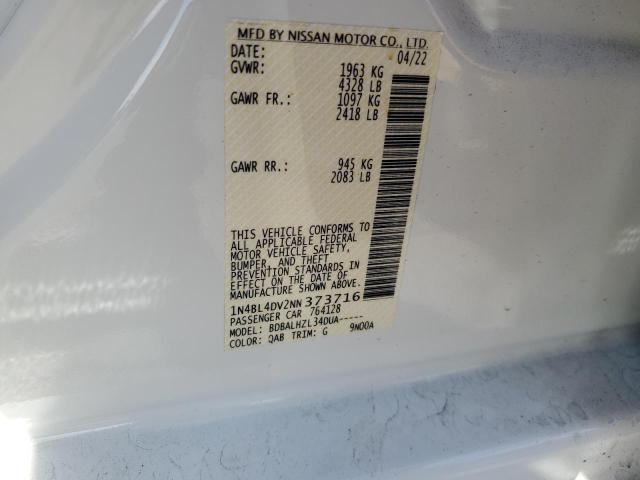 MFD BY NISSAN MOTOR CO., LTD.
DATE: 04/22
GVWR: 1963 KG
4328 LB
GAWR FR.: 1097 KG
2418 LB
GAWR RR.: 945 KG
2083 LB
THIS VEHICLE CONFORMS TO
ALL APPLICABLE FEDERAL
MOTOR VEHICLE SAFETY,
BUMPER, AND THEFT
PREVENTION STANDARDS IN
EFFECT ON THE DATE OF
MANUFACTURE SHOWN ABOVE.
1N4BL4DV2NN373716
PASSENGER CAR 764128
MODEL: BDBALHZL34DUA-----
COLOR: QAB TRIM: G 9N00A